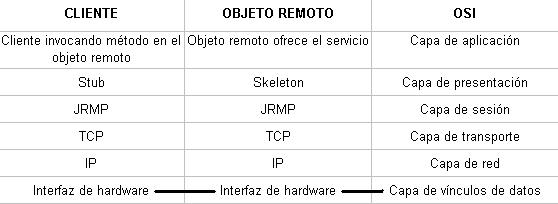 CLIENTE OBJETO REMOTO OSI
Cliente invocando método en el Objeto remoto ofrece el servicio Capa de aplicación
objeto remoto
Stub Skeleton Capa de presentación
JRMP JRMP Capa de sesión
TCP TCP Capa de transporte
IP IP Capa de red
Interfaz de hardware Interfaz de hardware Capa de vínculos de datos